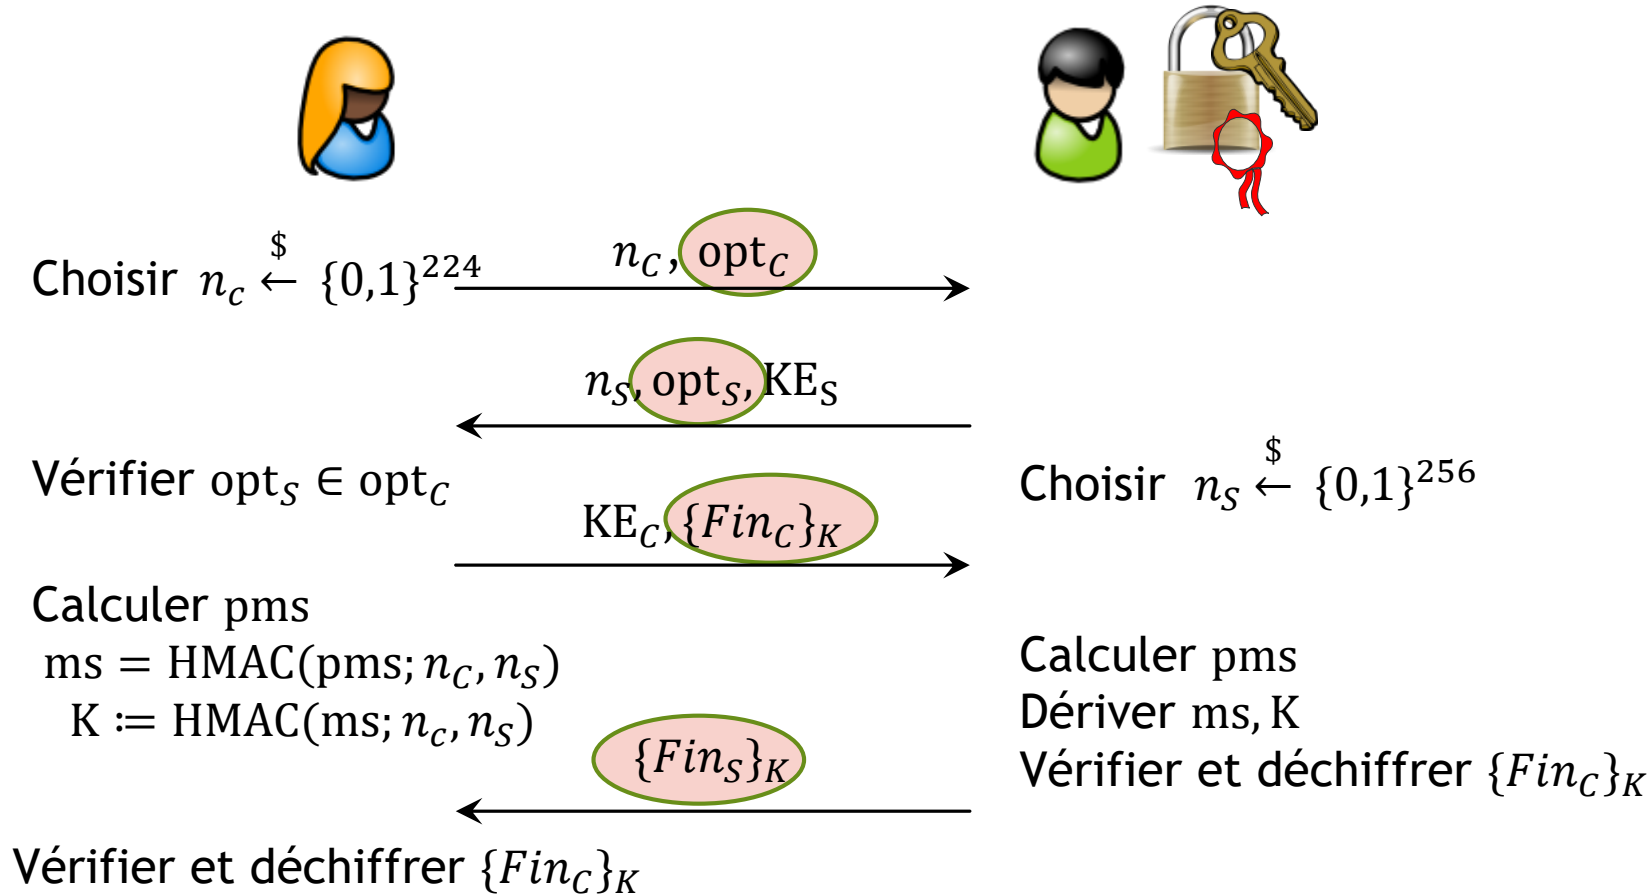 Choisir n_c ←$ {0,1}^224
n_C, opt_C
n_S, opt_S, KE_S
Vérifier opt_S ∈ opt_C
Choisir n_S ←$ {0,1}^256
KE_C, {Fin_C}_K
Calculer pms
ms = HMAC(pms; n_C, n_S)
K ≔ HMAC(ms; n_c, n_S)
Calculer pms
Dériver ms, K
Vérifier et déchiffrer {Fin_C}_K
{Fin_S}_K
Vérifier et déchiffrer {Fin_C}_K